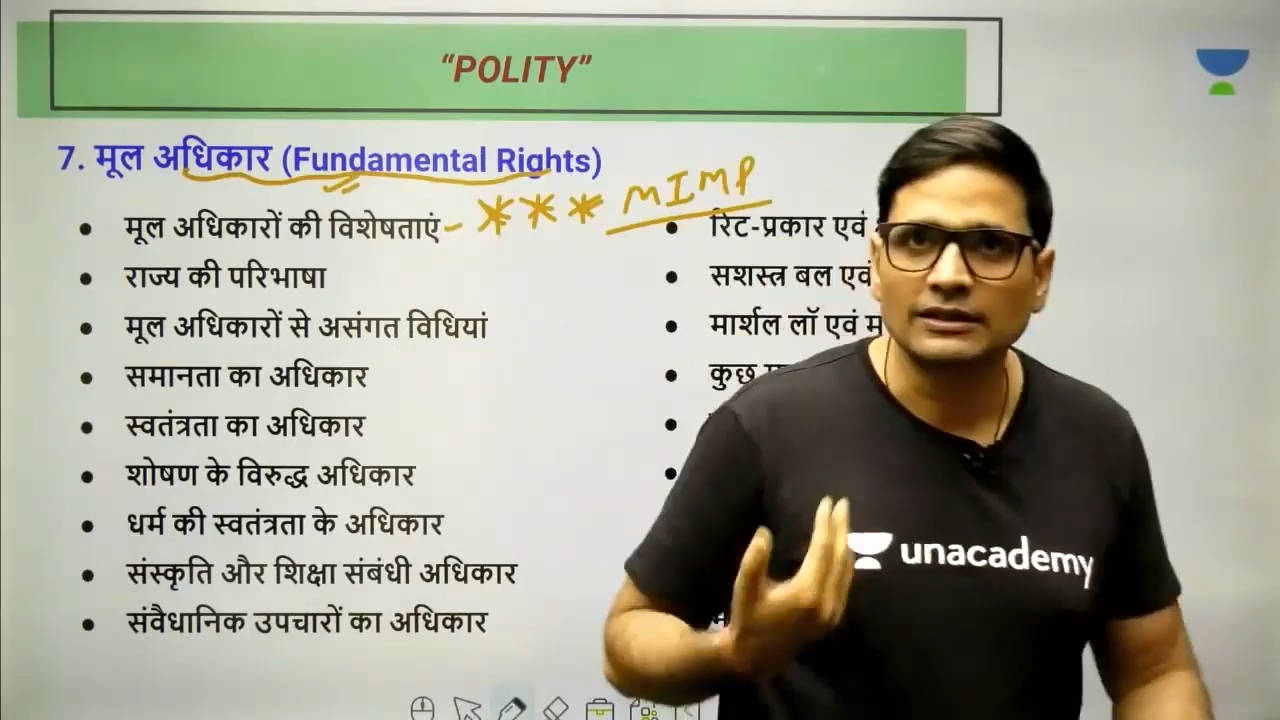 “POLITY”
7. मूल अधिकार (Fundamental Rights)
*** MIMP
• मूल अधिकारों की विशेषताएं -
• राज्य की परिभाषा
• मूल अधिकारों से असंगत विधियां
• समानता का अधिकार
• स्वतंत्रता का अधिकार
• शोषण के विरुद्ध अधिकार
• धर्म की स्वतंत्रता के अधिकार
• संस्कृति और शिक्षा संबंधी अधिकार
• संवैधानिक उपचारों का अधिकार
• रिट-प्रकार एवं
• सशस्त्र बल एवं
• मार्शल लॉ एवं
• कुछ
unacademy